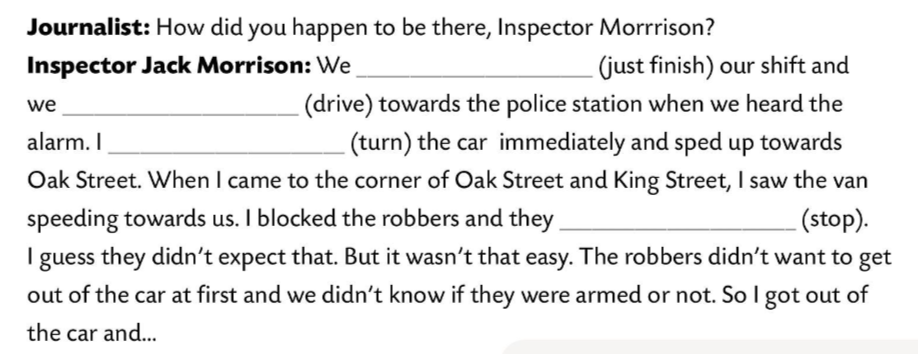 Journalist: How did you happen to be there, Inspector Morrrison?
Inspector Jack Morrison: We ____________________ (just finish) our shift and
we ____________________ (drive) towards the police station when we heard the
alarm. I ____________________ (turn) the car immediately and sped up towards
Oak Street. When I came to the corner of Oak Street and King Street, I saw the van
speeding towards us. I blocked the robbers and they ____________________ (stop).
I guess they didn't expect that. But it wasn't that easy. The robbers didn't want to get
out of the car at first and we didn't know if they were armed or not. So I got out of
the car and...